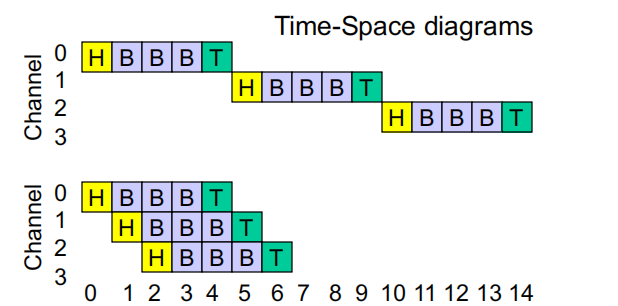 Time-Space diagrams
Channel
0 H B B B T
1 H B B B T
2 H B B B T
3
Channel
0 H B B B T
1 H B B B T
2 H B B B T
3
0 1 2 3 4 5 6 7 8 9 10 11 12 13 14